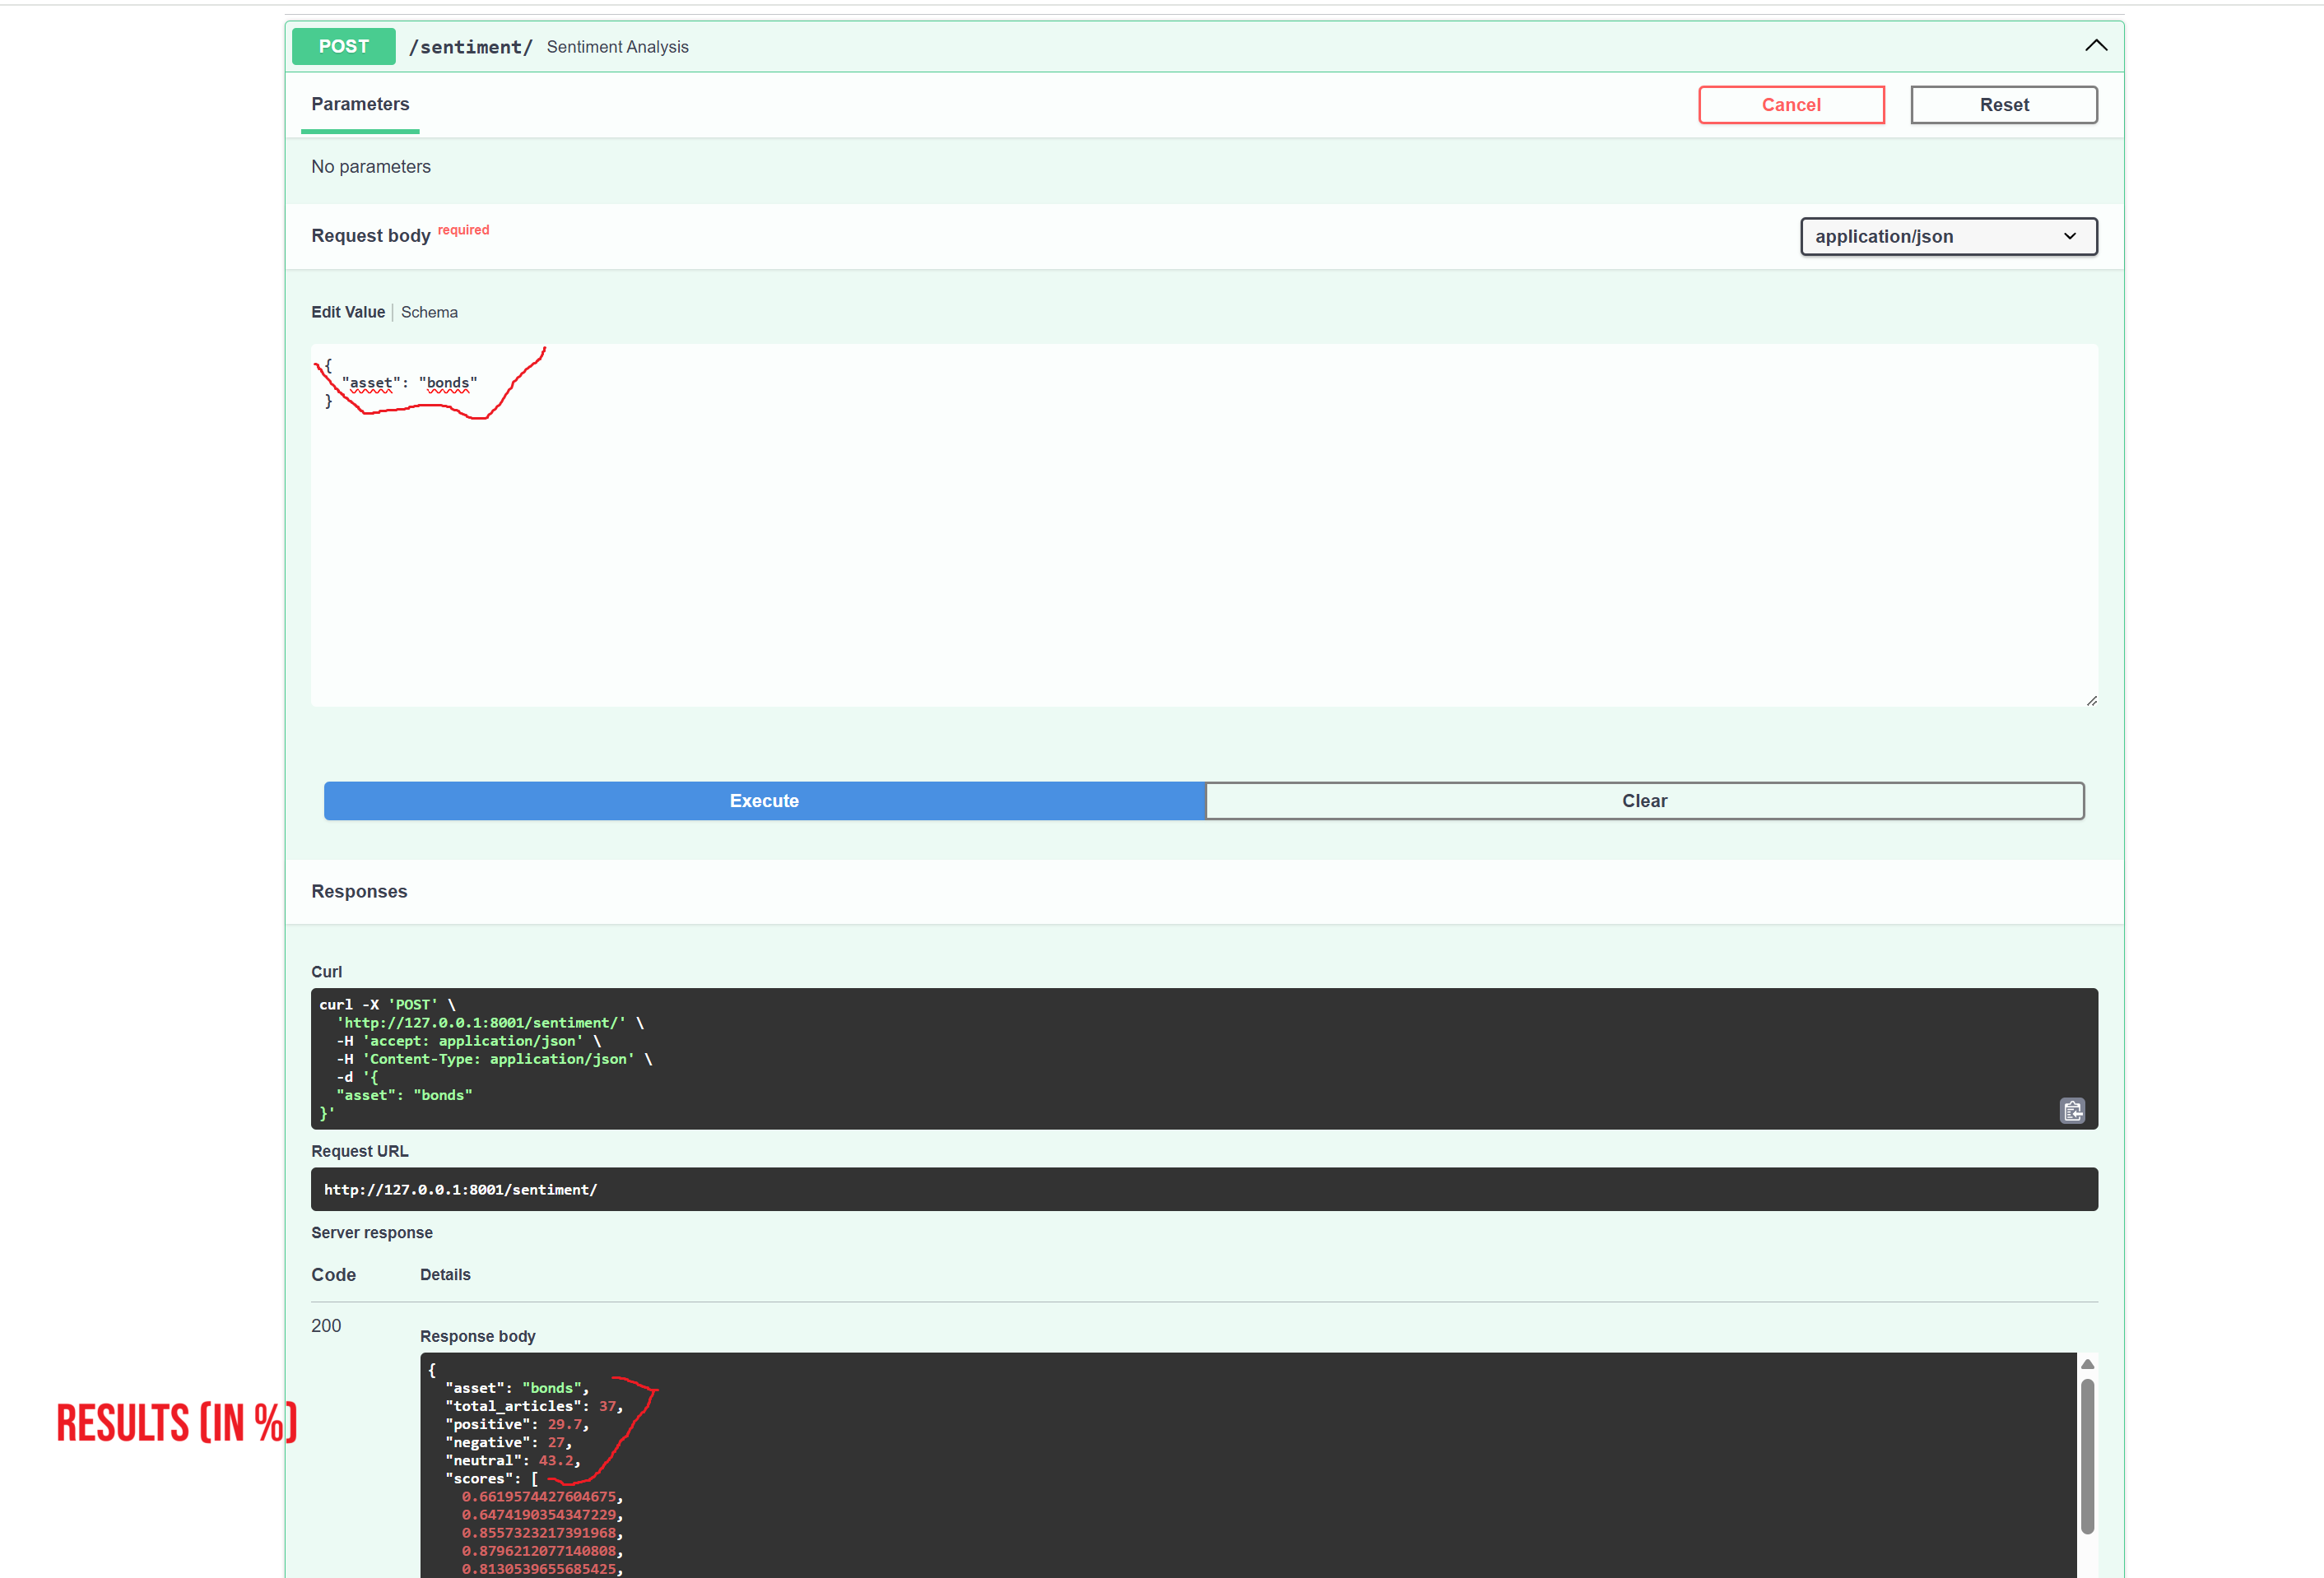 POST /sentiment/ Sentiment Analysis
Parameters
Cancel
Reset
No parameters
Request body required
application/json
Edit Value | Schema
{
"asset": "bonds"
}
Execute
Clear
Responses
Curl
curl -X 'POST' \
'http://127.0.0.1:8001/sentiment/' \
-H 'accept: application/json' \
-H 'Content-Type: application/json' \
-d '{
"asset": "bonds"
}'
Request URL
http://127.0.0.1:8001/sentiment/
Server response
Code Details
200
Response body
{
"asset": "bonds",
"total_articles": 37,
"positive": 29.7,
"negative": 27,
"neutral": 43.2,
"scores": [
0.6619574427604675,
0.6474190354347229,
0.8557323217391968,
0.8796212077140808,
0.8130539655685425,
RESULTS (IN %)